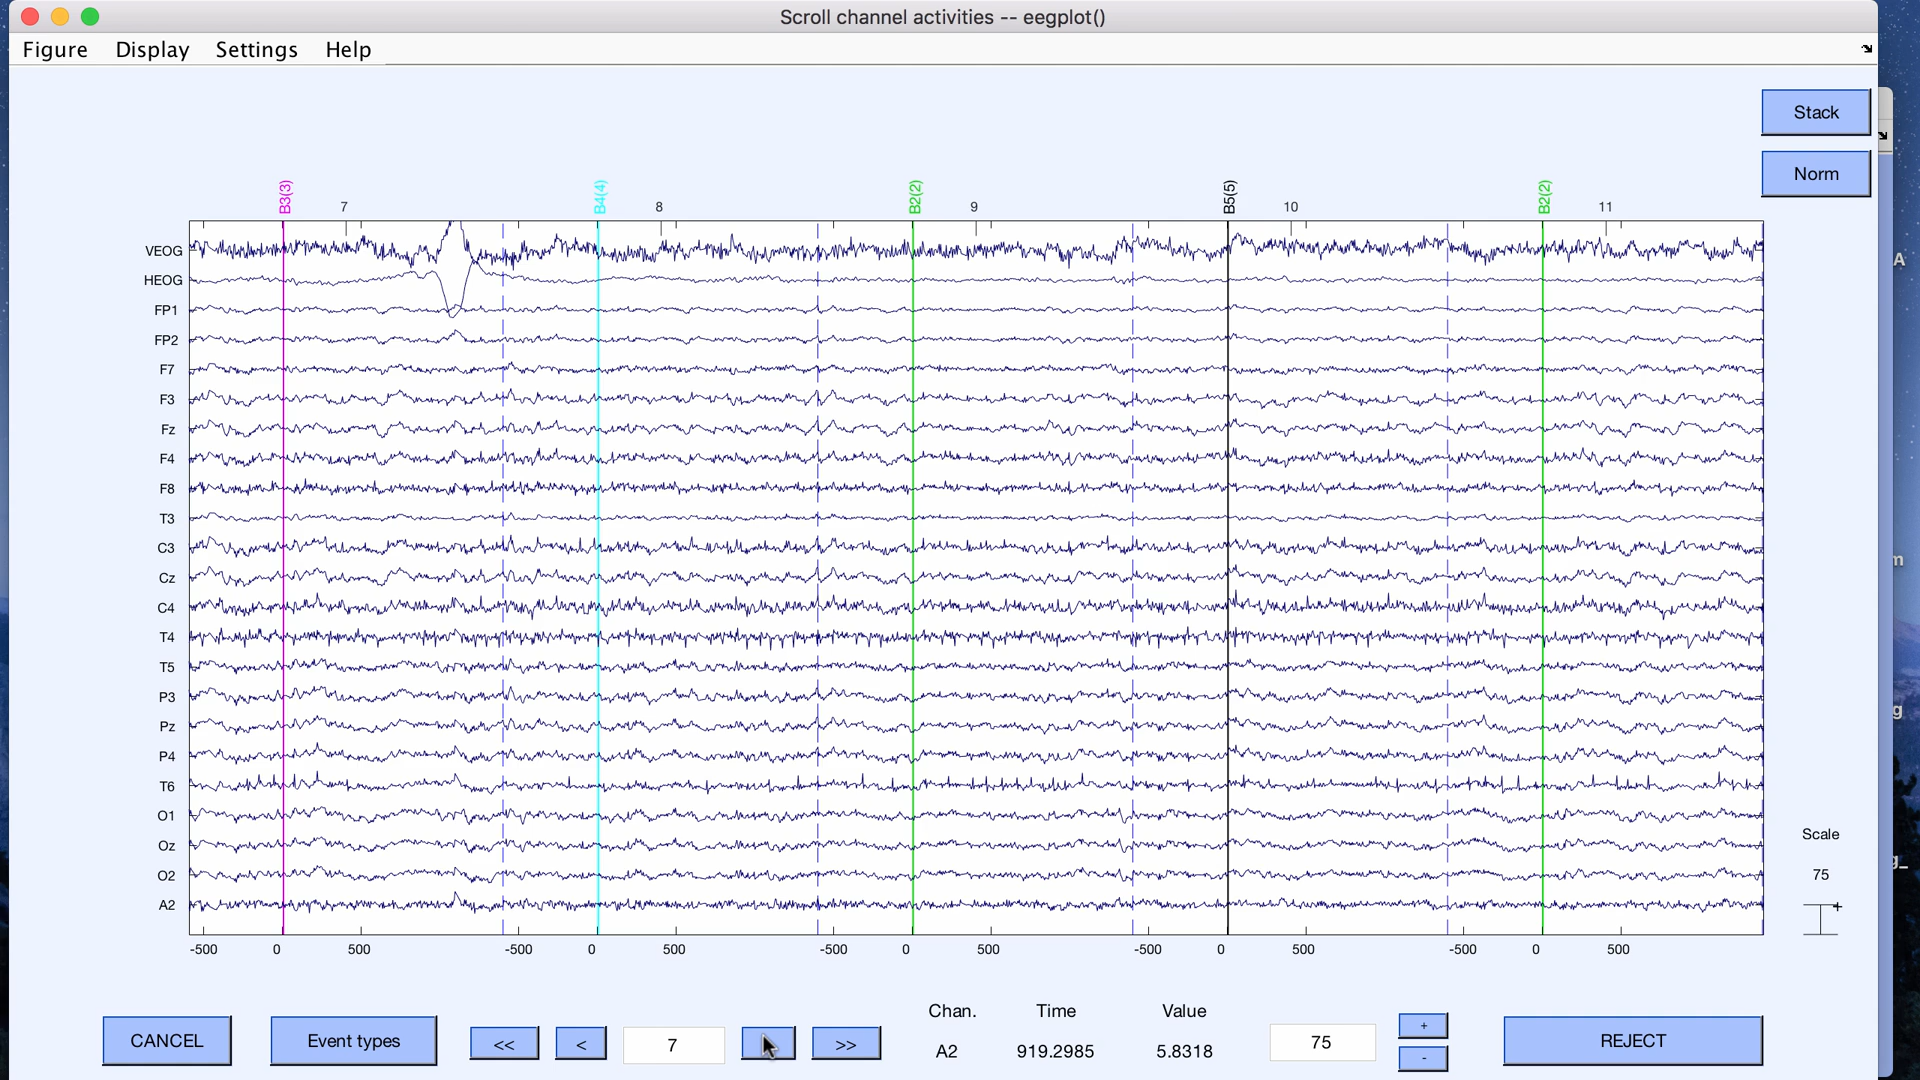 Scroll channel activities -- eegplot()
Figure Display Settings Help
Stack
Norm
B3(3) 7 B4(4) 8 B2(2) 9 B5(5) 10 B2(2) 11
VEOG
HEOG
FP1
FP2
F7
F3
Fz
F4
F8
T3
C3
Cz
C4
T4
T5
P3
Pz
P4
T6
O1
Oz
O2
A2
-500 0 500 -500 0 500 -500 0 500 -500 0 500 -500 0 500
Scale
75
+
Chan. Time Value
CANCEL Event types << < 7 >> A2 919.2985 5.8318 75 + - REJECT
A
m
g